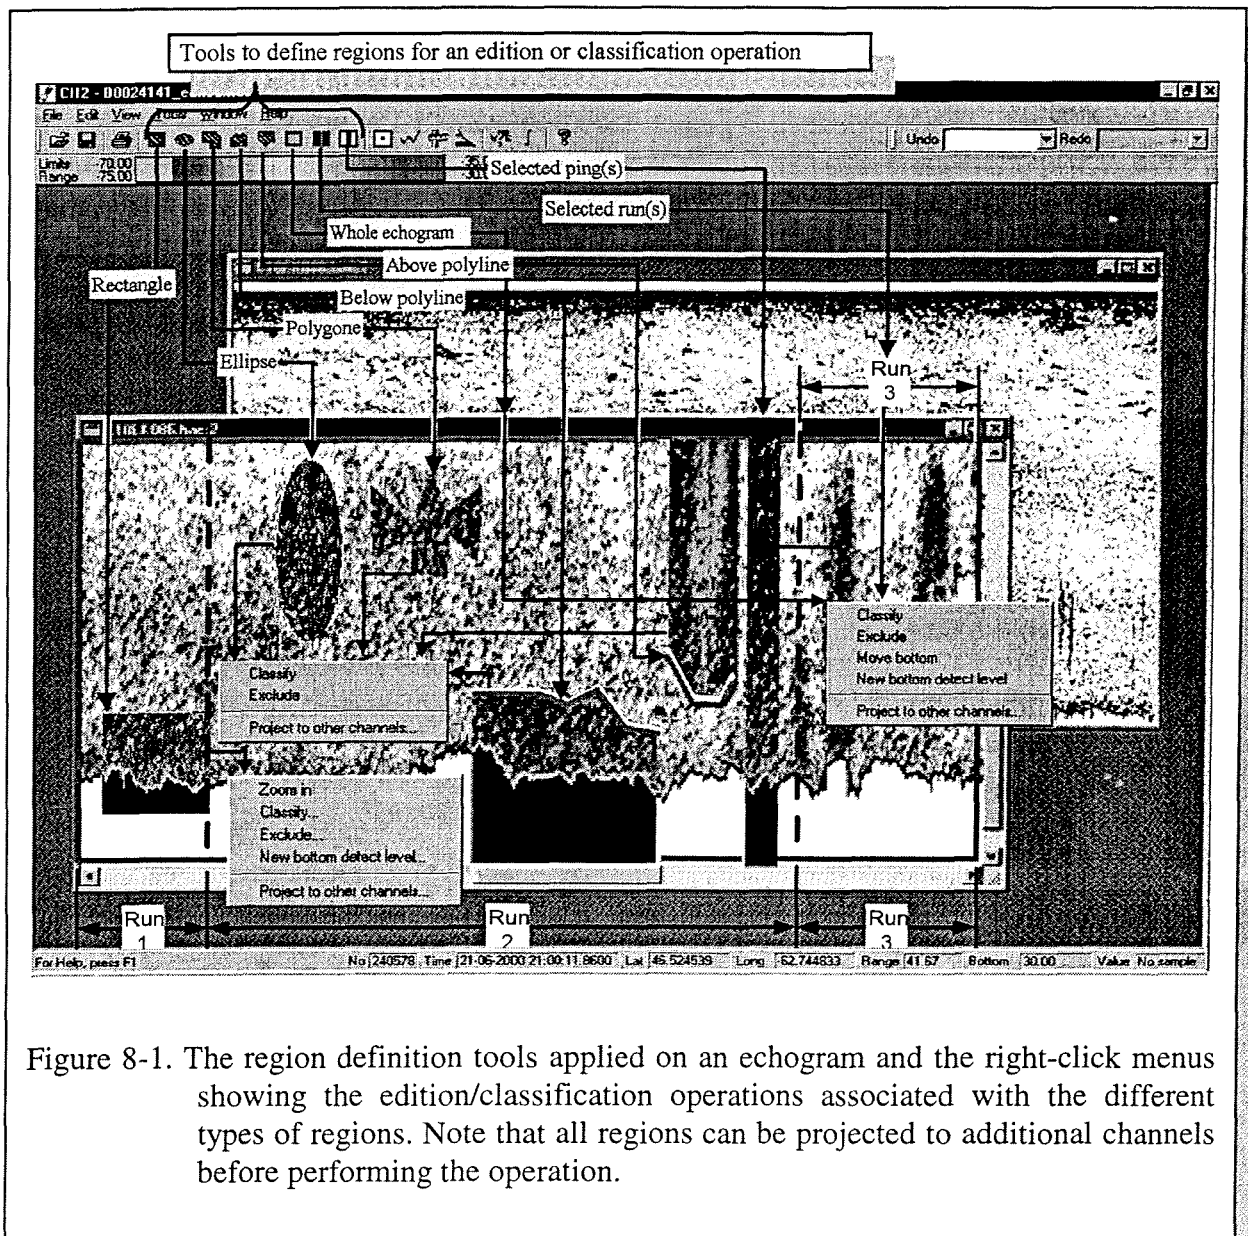 Tools to define regions for an edition or classification operation
CH2 - D0024141_e
File Edit View Tools Window Help
Undo Redo
Limits -70.00
Range -75.00
Selected ping(s)
Selected run(s)
Whole echogram
Above polyline
Rectangle
Below polyline
Polygone
Ellipse
Run
3
Classify
Exclude
Move bottom
New bottom detect level
Project to other channels...
Classify
Exclude
Project to other channels...
Zoom in
Classify...
Exclude...
New bottom detect level...
Project to other channels...
Run
1
Run
2
Run
3
For Help, press F1 No 240578 Time 21-06-2000 21:00:11.8600 Lat 46.524539 Long -62.744833 Range 41.67 Bottom 30.00 Value No sample
Figure 8-1. The region definition tools applied on an echogram and the right-click menus
showing the edition/classification operations associated with the different
types of regions. Note that all regions can be projected to additional channels
before performing the operation.